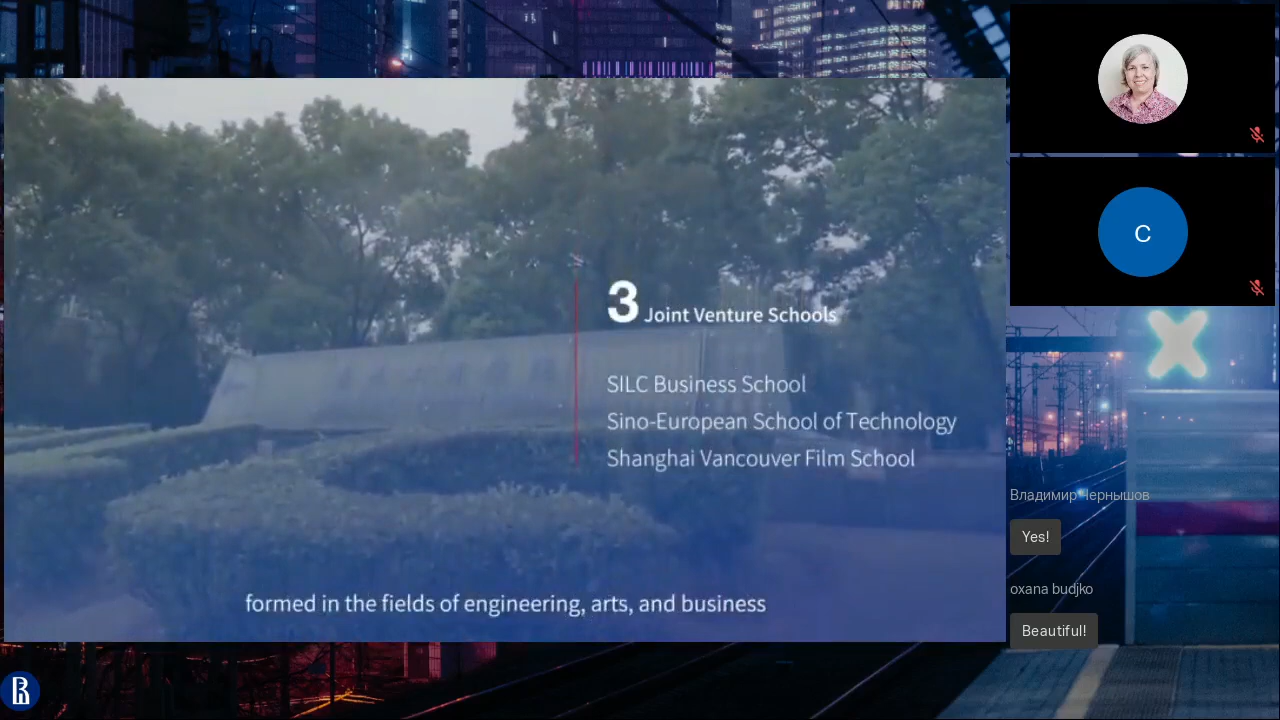 3 Joint Venture Schools
SILC Business School
Sino-European School of Technology
Shanghai Vancouver Film School
formed in the fields of engineering, arts, and business
C
Владимир Чернышов
Yes!
oxana budjko
Beautiful!